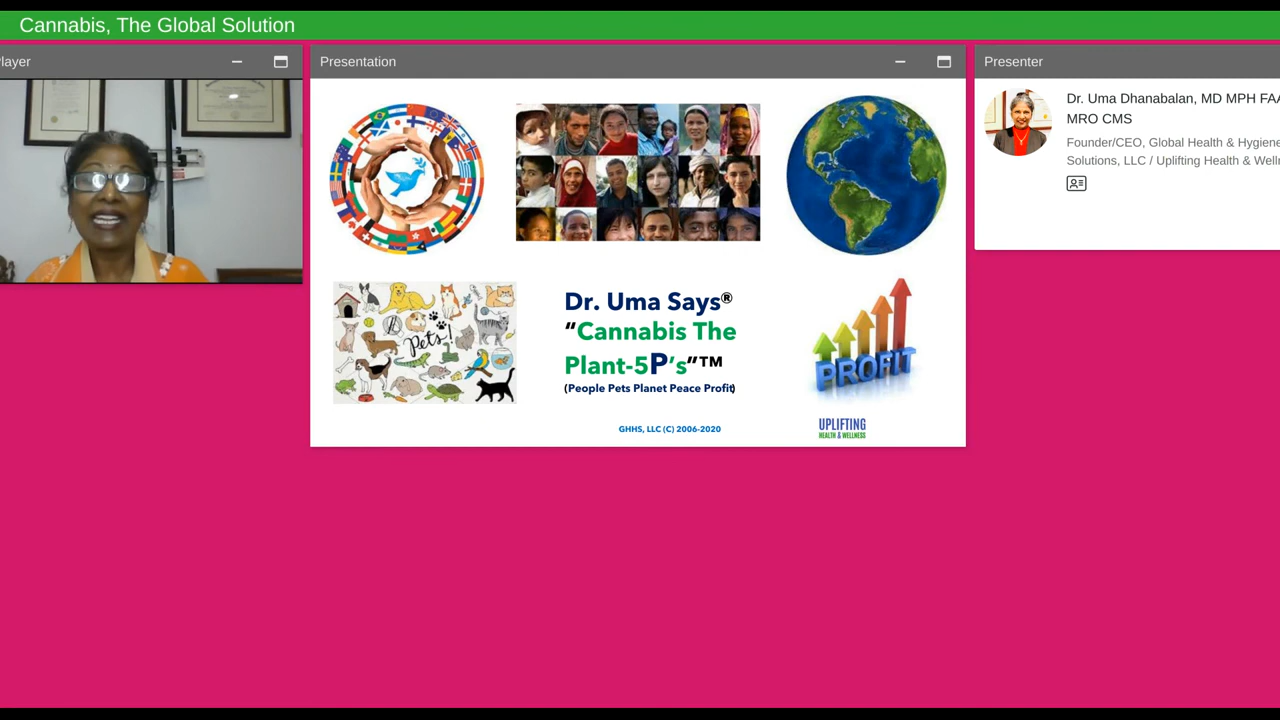 Cannabis, The Global Solution
layer
Presentation
Presenter
Dr. Uma Dhanabalan, MD MPH FAA
MRO CMS
Founder/CEO, Global Health & Hygiene
Solutions, LLC / Uplifting Health & Well
Pets!
Dr. Uma Says®
“Cannabis The
Plant-5P’s”™
(People Pets Planet Peace Profit)
PROFIT
GHHS, LLC (C) 2006-2020
UPLIFTING
HEALTH & WELLNESS